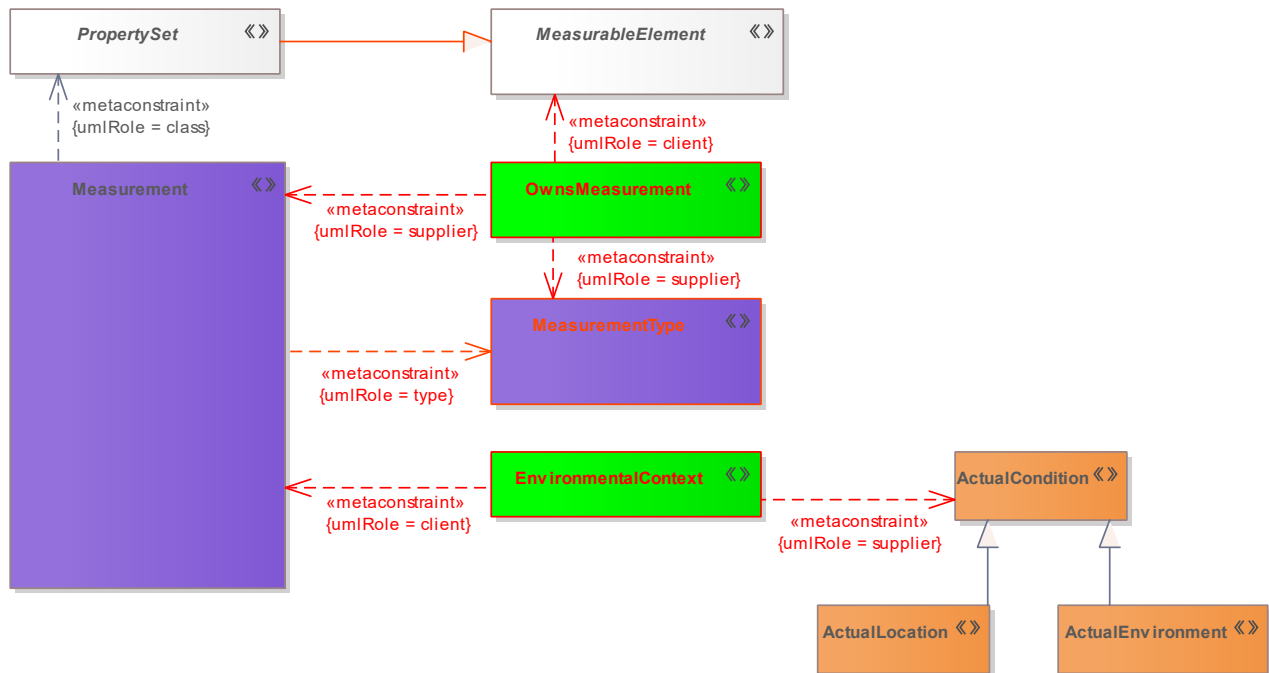 PropertySet «»
MeasurableElement «»
«metaconstraint»
{umlRole = class}
«metaconstraint»
{umlRole = client}
Measurement «»
OwnsMeasurement «»
«metaconstraint»
{umlRole = supplier}
«metaconstraint»
{umlRole = supplier}
MeasurementType «»
«metaconstraint»
{umlRole = type}
EnvironmentalContext «»
ActualCondition «»
«metaconstraint»
{umlRole = client}
«metaconstraint»
{umlRole = supplier}
ActualLocation «»
ActualEnvironment «»